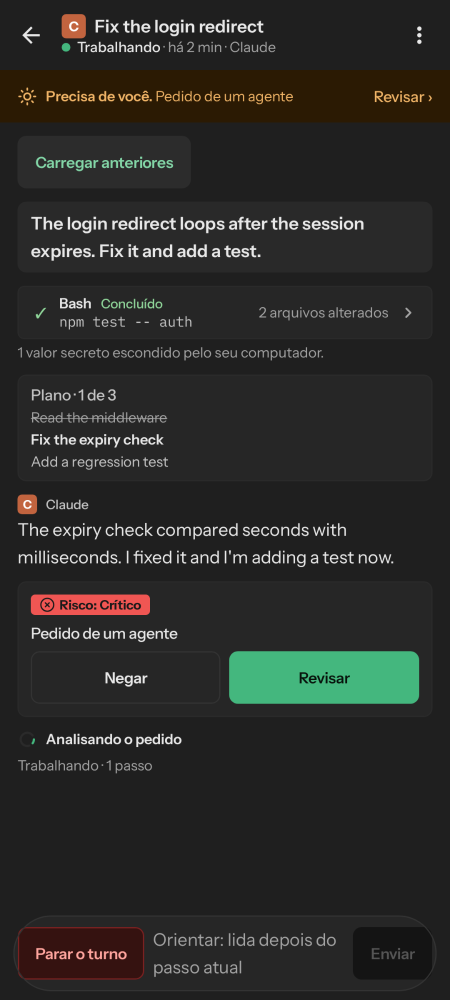 C Fix the login redirect
Trabalhando · há 2 min · Claude
Precisa de você. Pedido de um agente Revisar ›
Carregar anteriores
The login redirect loops after the session
expires. Fix it and add a test.
✓ Bash Concluído
npm test -- auth
2 arquivos alterados
1 valor secreto escondido pelo seu computador.
Plano · 1 de 3
Read the middleware
Fix the expiry check
Add a regression test
C Claude
The expiry check compared seconds with
milliseconds. I fixed it and I'm adding a test now.
Risco: Crítico
Pedido de um agente
Negar Revisar
Analisando o pedido
Trabalhando · 1 passo
Parar o turno
Orientar: lida depois do
passo atual
Enviar